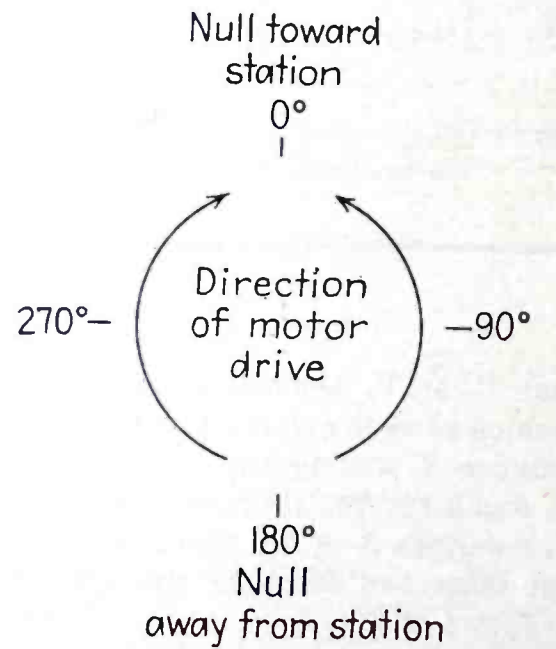 Null toward
station
0°
Direction
of motor
drive
270°
90°
180°
Null
away from station